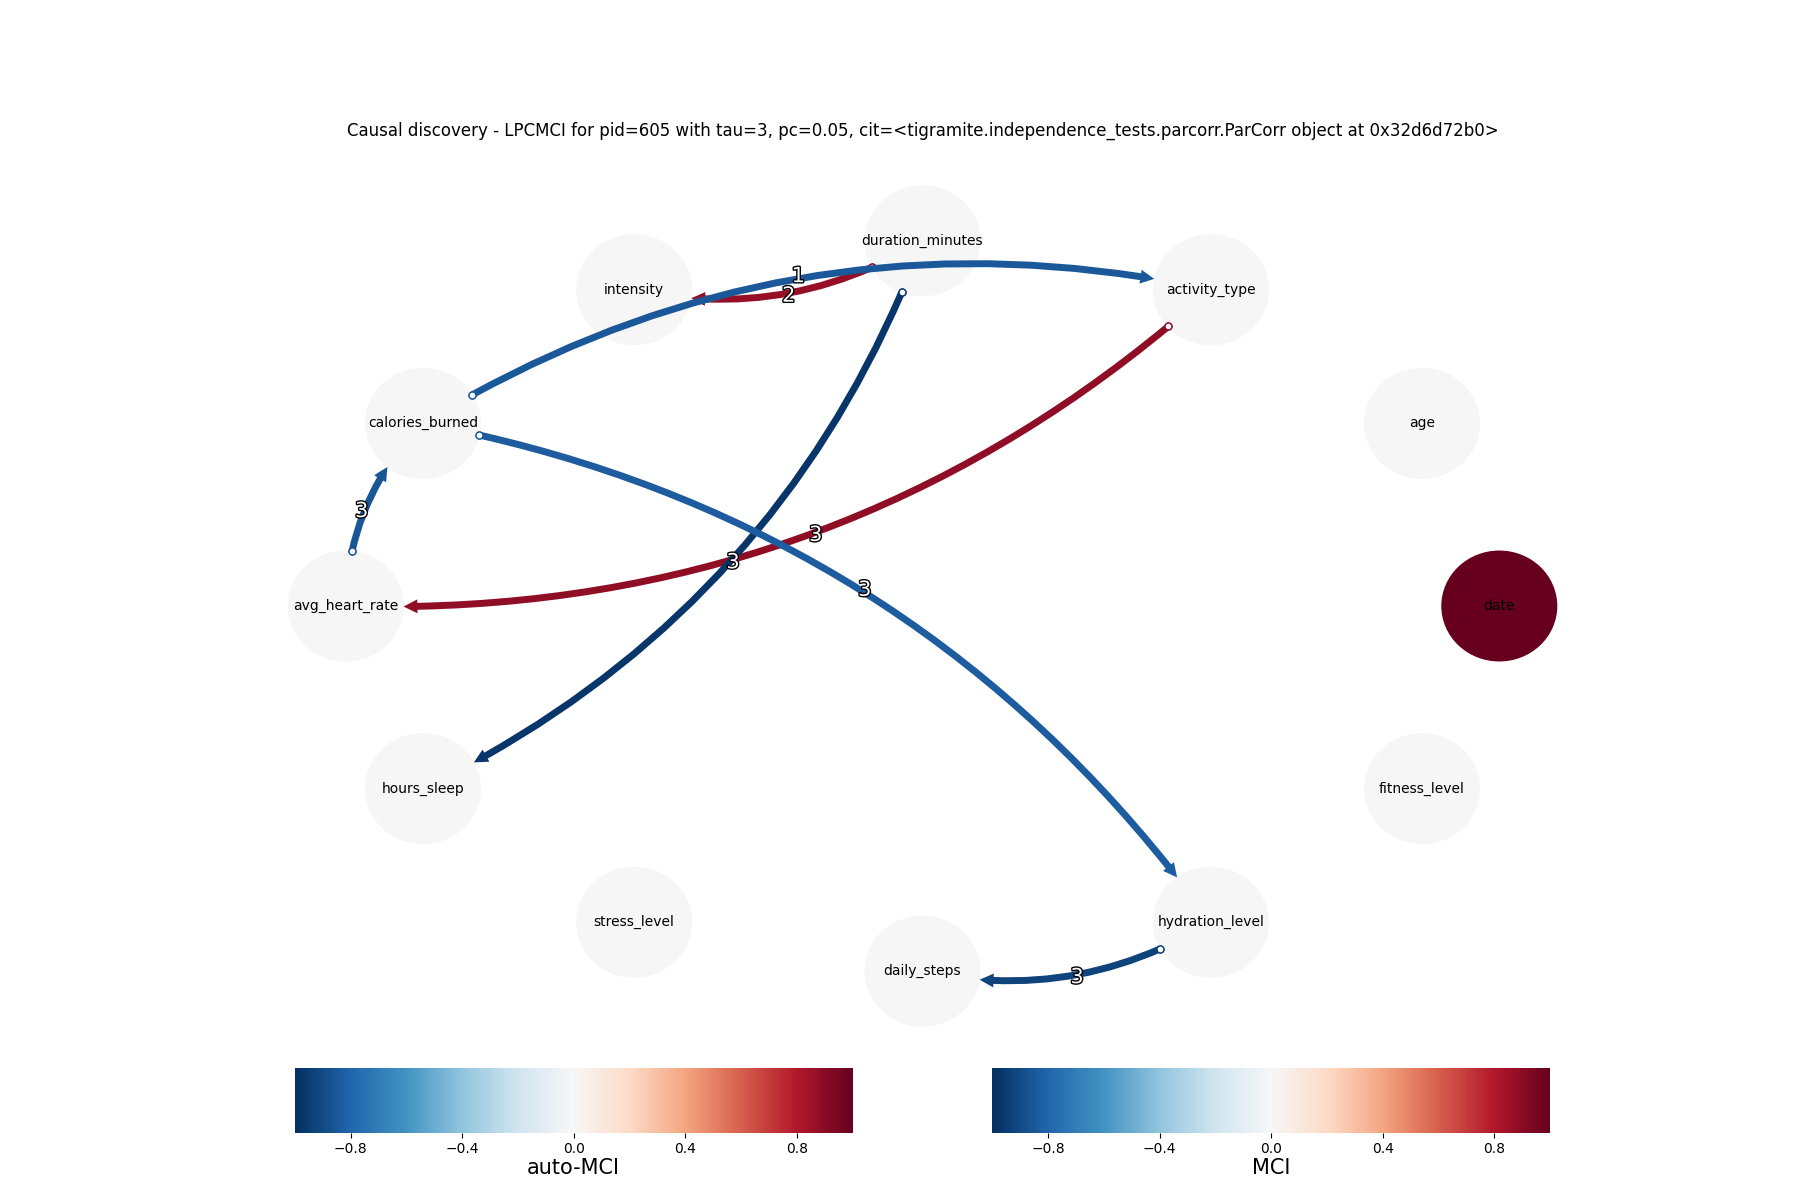 Causal discovery - LPCMCI for pid=605 with tau=3, pc=0.05, cit=<tigramite.independence_tests.parcorr.ParCorr object at 0x32d6d72b0>
duration_minutes
intensity
activity_type
1
2
calories_burned
age
3
3
3
3
avg_heart_rate
date
hours_sleep
fitness_level
stress_level
hydration_level
daily_steps
3
−0.8 −0.4 0.0 0.4 0.8
auto-MCI
−0.8 −0.4 0.0 0.4 0.8
MCI